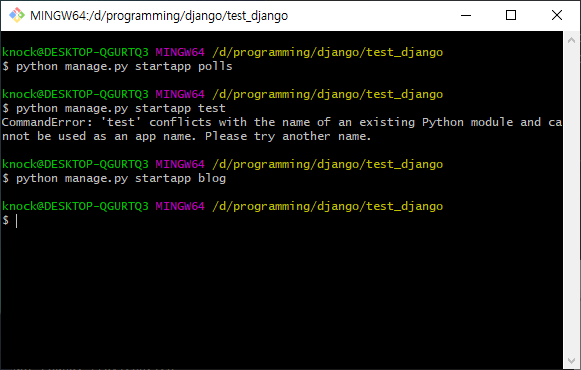 MINGW64:/d/programming/django/test_django
knock@DESKTOP-QGURTQ3 MINGW64 /d/programming/django/test_django
$ python manage.py startapp polls
knock@DESKTOP-QGURTQ3 MINGW64 /d/programming/django/test_django
$ python manage.py startapp test
CommandError: 'test' conflicts with the name of an existing Python module and ca
nnot be used as an app name. Please try another name.
knock@DESKTOP-QGURTQ3 MINGW64 /d/programming/django/test_django
$ python manage.py startapp blog
knock@DESKTOP-QGURTQ3 MINGW64 /d/programming/django/test_django
$